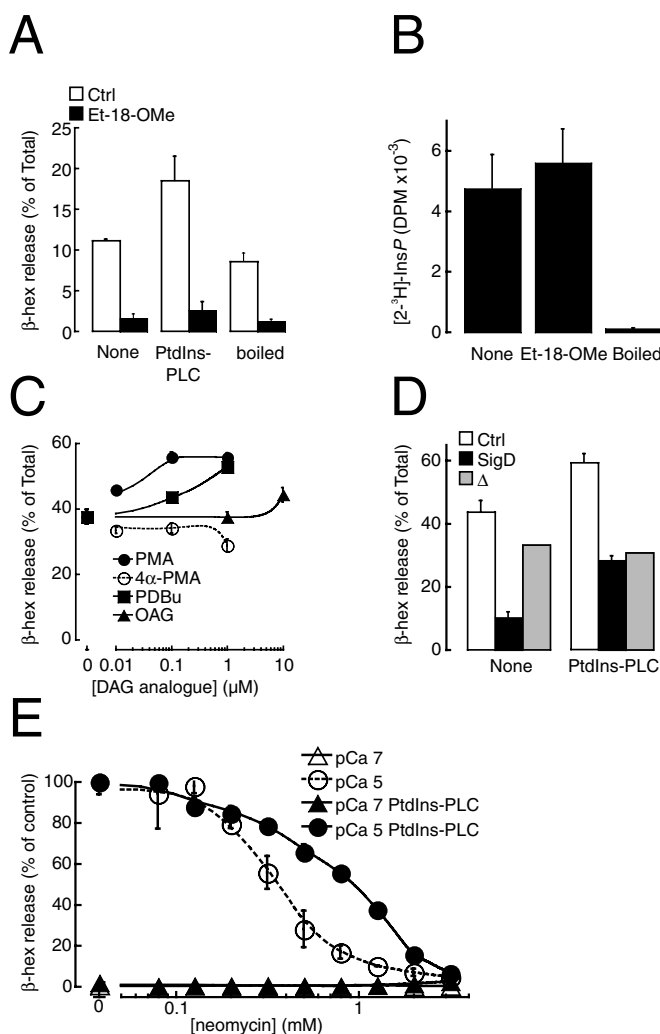 A
Ctrl
Et-18-OMe
β-hex release (% of Total)
25
20
15
10
5
0
None
PtdIns-
PLC
boiled
B
[2-³H]-InsP (DPM x10⁻³)
6
4
2
0
None
Et-18-OMe
Boiled
C
β-hex release (% of Total)
60
40
20
0
PMA
4α-PMA
PDBu
OAG
0
0.01
0.1
1
10
[DAG analogue] (µM)
D
Ctrl
SigD
Δ
β-hex release (% of Total)
60
40
20
0
None
PtdIns-PLC
E
β-hex release (% of control)
100
80
60
40
20
0
pCa 7
pCa 5
pCa 7 PtdIns-PLC
pCa 5 PtdIns-PLC
0
0.1
1
[neomycin] (mM)